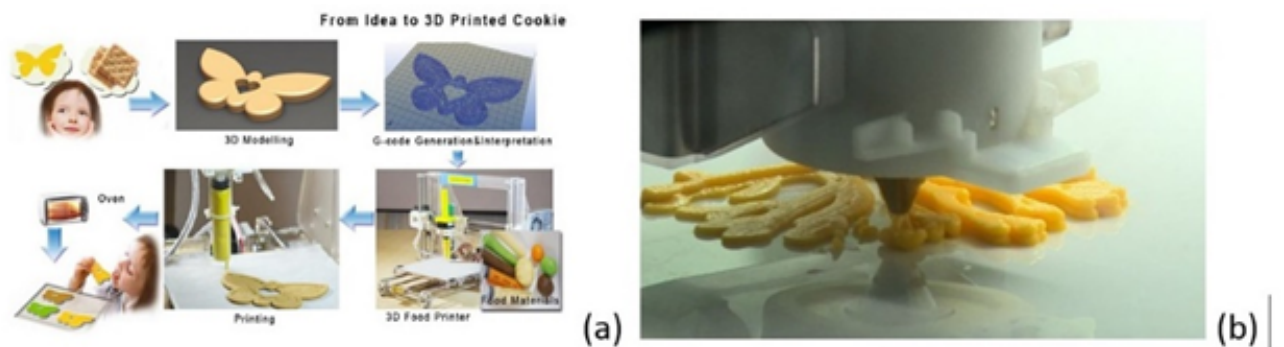 From Idea to 3D Printed Cookie
3D Modelling
G-code Generation&Interpretation
Oven
Printing
3D Food Printer
Food Materials
(a)
(b)